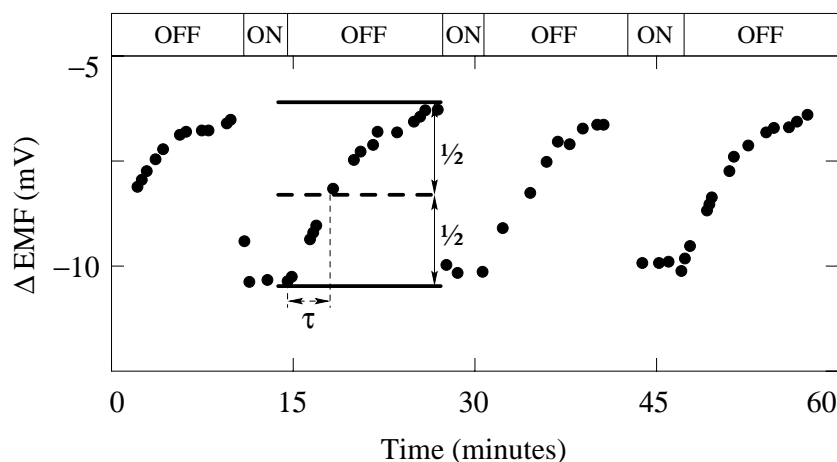 OFF ON OFF ON OFF ON OFF
−5
½
½
−10
τ
Δ EMF (mV)
0 15 30 45 60
Time (minutes)